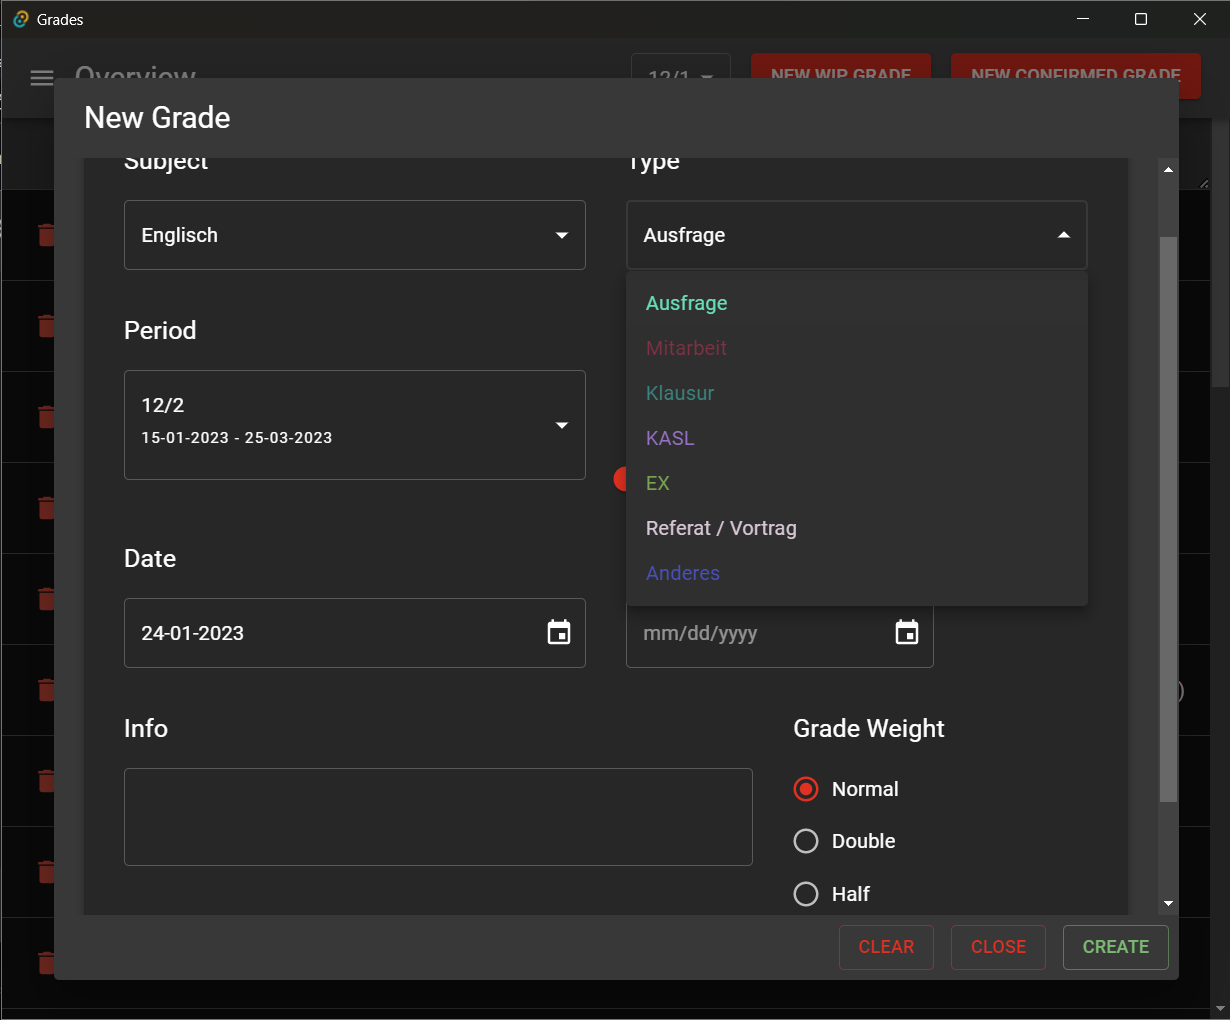 Grades
Overview
12/1
NEW WIP GRADE
NEW CONFIRMED GRADE
New Grade
Subject
Type
Englisch
Ausfrage
Ausfrage
Mitarbeit
Klausur
KASL
EX
Referat / Vortrag
Anderes
Period
12/2
15-01-2023 - 25-03-2023
Date
24-01-2023
mm/dd/yyyy
Info
Grade Weight
Normal
Double
Half
CLEAR
CLOSE
CREATE